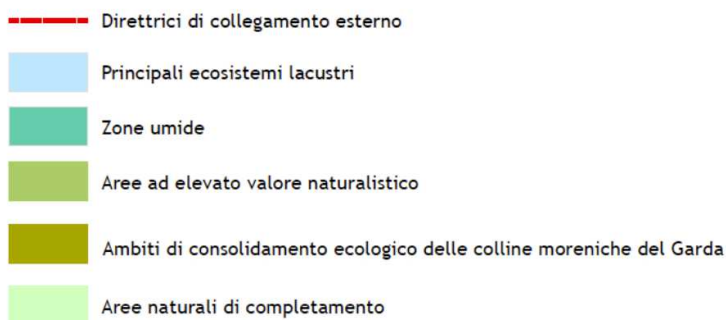 Direttrici di collegamento esterno
Principali ecosistemi lacustri
Zone umide
Aree ad elevato valore naturalistico
Ambiti di consolidamento ecologico delle colline moreniche del Garda
Aree naturali di completamento